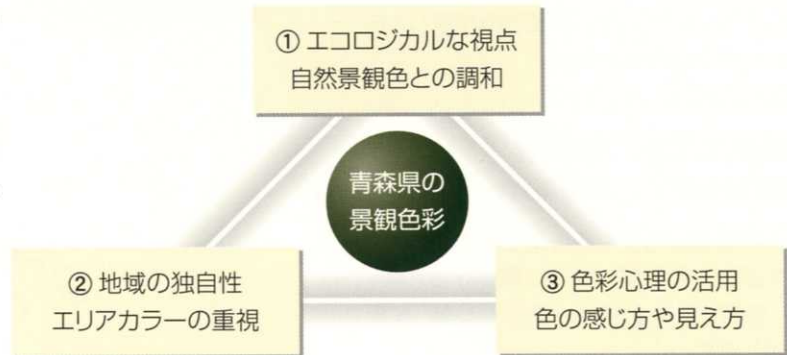 ① エコロジカルな視点
自然景観色との調和
青森県の
景観色彩
② 地域の独自性
エリアカラーの重視
③ 色彩心理の活用
色の感じ方や見え方